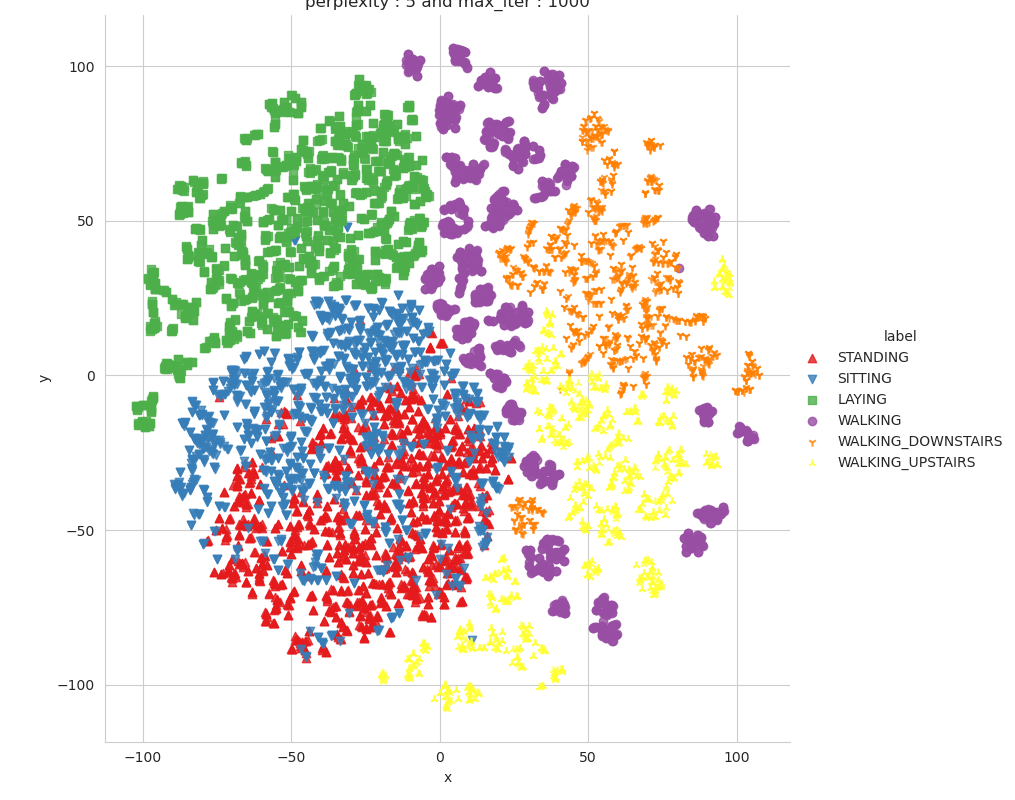 perplexity : 5 and max_iter : 1000
100
50
0
−50
−100
y
−100
−50
0
50
100
x
label
STANDING
SITTING
LAYING
WALKING
WALKING_DOWNSTAIRS
WALKING_UPSTAIRS